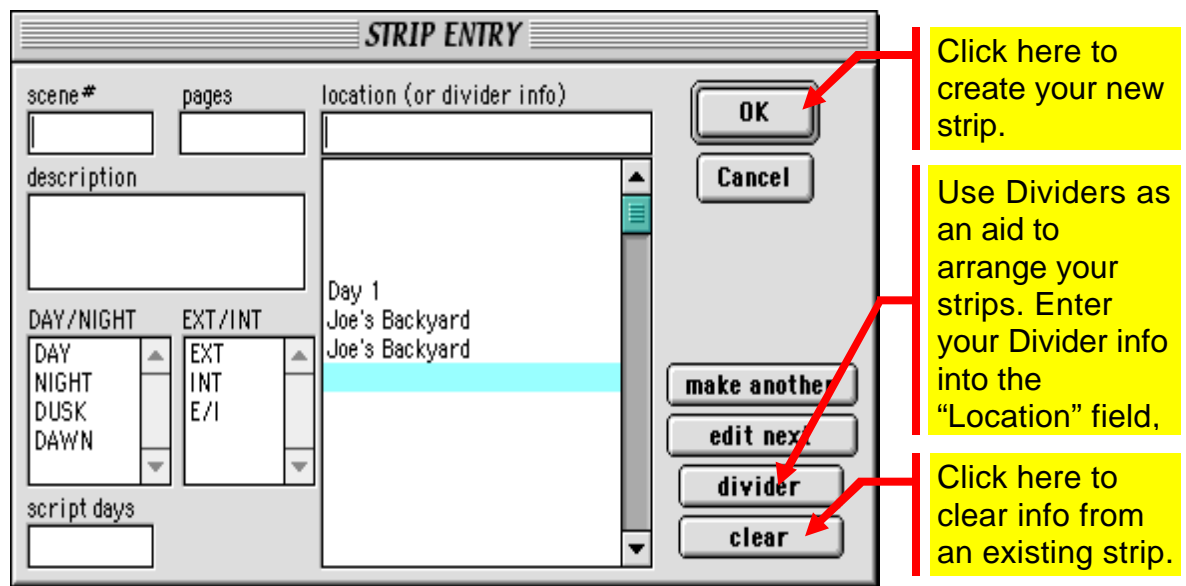 STRIP ENTRY
scene#
pages
location (or divider info)
description
Day 1
Joe's Backyard
Joe's Backyard
DAY/NIGHT
EXT/INT
DAY
NIGHT
DUSK
DAWN
EXT
INT
E/I
script days
OK
Cancel
make another
edit next
divider
clear
Click here to
create your new
strip.
Use Dividers as
an aid to
arrange your
strips. Enter
your Divider info
into the
“Location” field,
Click here to
clear info from
an existing strip.